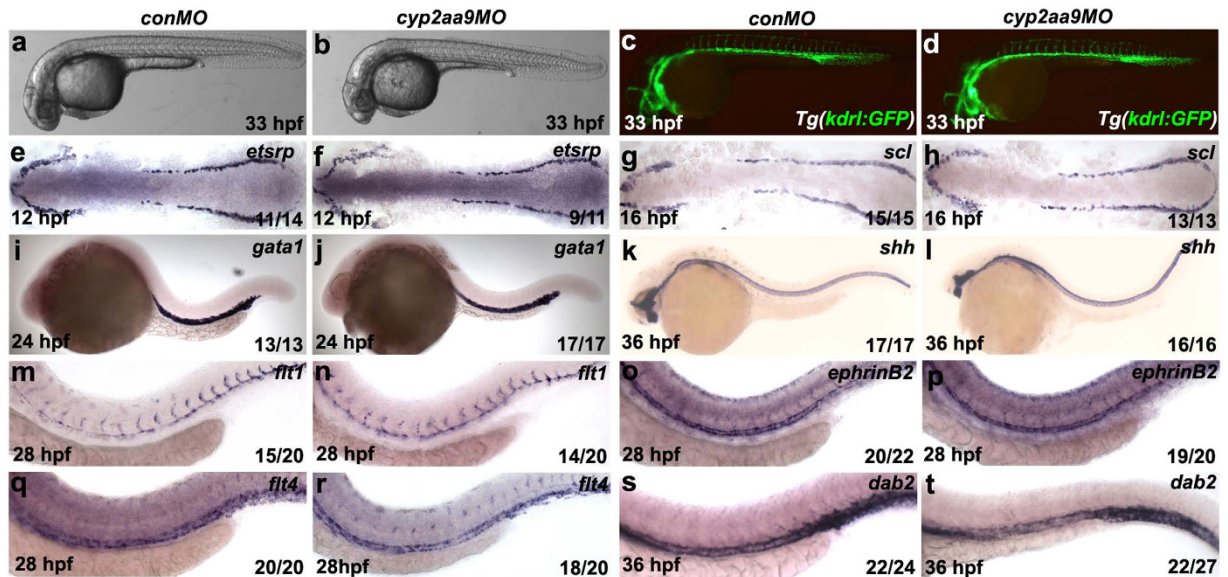 conMO cyp2aa9MO conMO cyp2aa9MO
a 33 hpf
b 33 hpf
c 33 hpf Tg(kdrl:GFP)
d 33 hpf Tg(kdrl:GFP)
e etsrp
12 hpf 11/14
f etsrp
12 hpf 9/11
g scl
16 hpf 15/15
h scl
16 hpf 13/13
i gata1
24 hpf 13/13
j gata1
24 hpf 17/17
k shh
36 hpf 17/17
l shh
36 hpf 16/16
m flt1
28 hpf 15/20
n flt1
28 hpf 14/20
o ephrinB2
28 hpf 20/22
p ephrinB2
28 hpf 19/20
q flt4
28 hpf 20/20
r flt4
28hpf 18/20
s dab2
36 hpf 22/24
t dab2
36 hpf 22/27